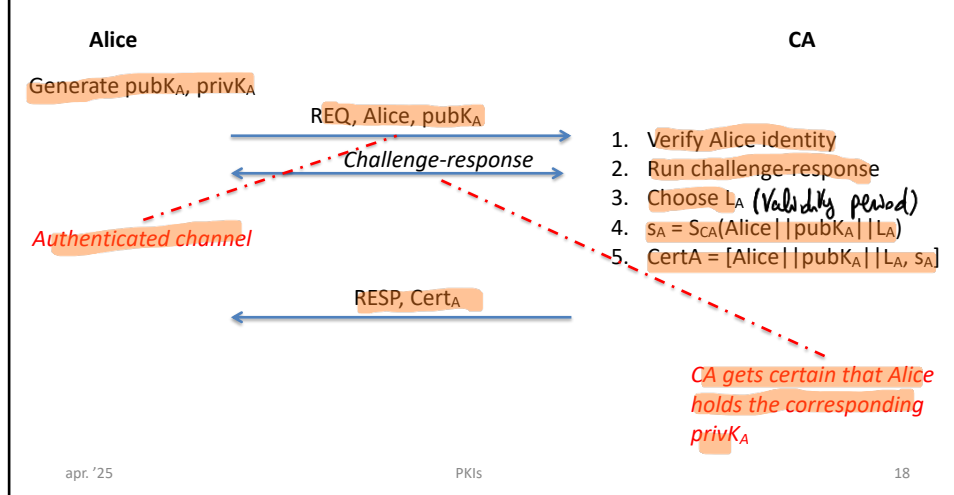 Alice
CA
Generate pubKA, privKA
REQ, Alice, pubKA
Challenge-response
Authenticated channel
1. Verify Alice identity
2. Run challenge-response
3. Choose LA (Validity period)
4. sA = SCA(Alice||pubKA||LA)
5. CertA = [Alice||pubKA||LA, sA]
RESP, CertA
CA gets certain that Alice
holds the corresponding
privKA
apr. '25
PKIs
18